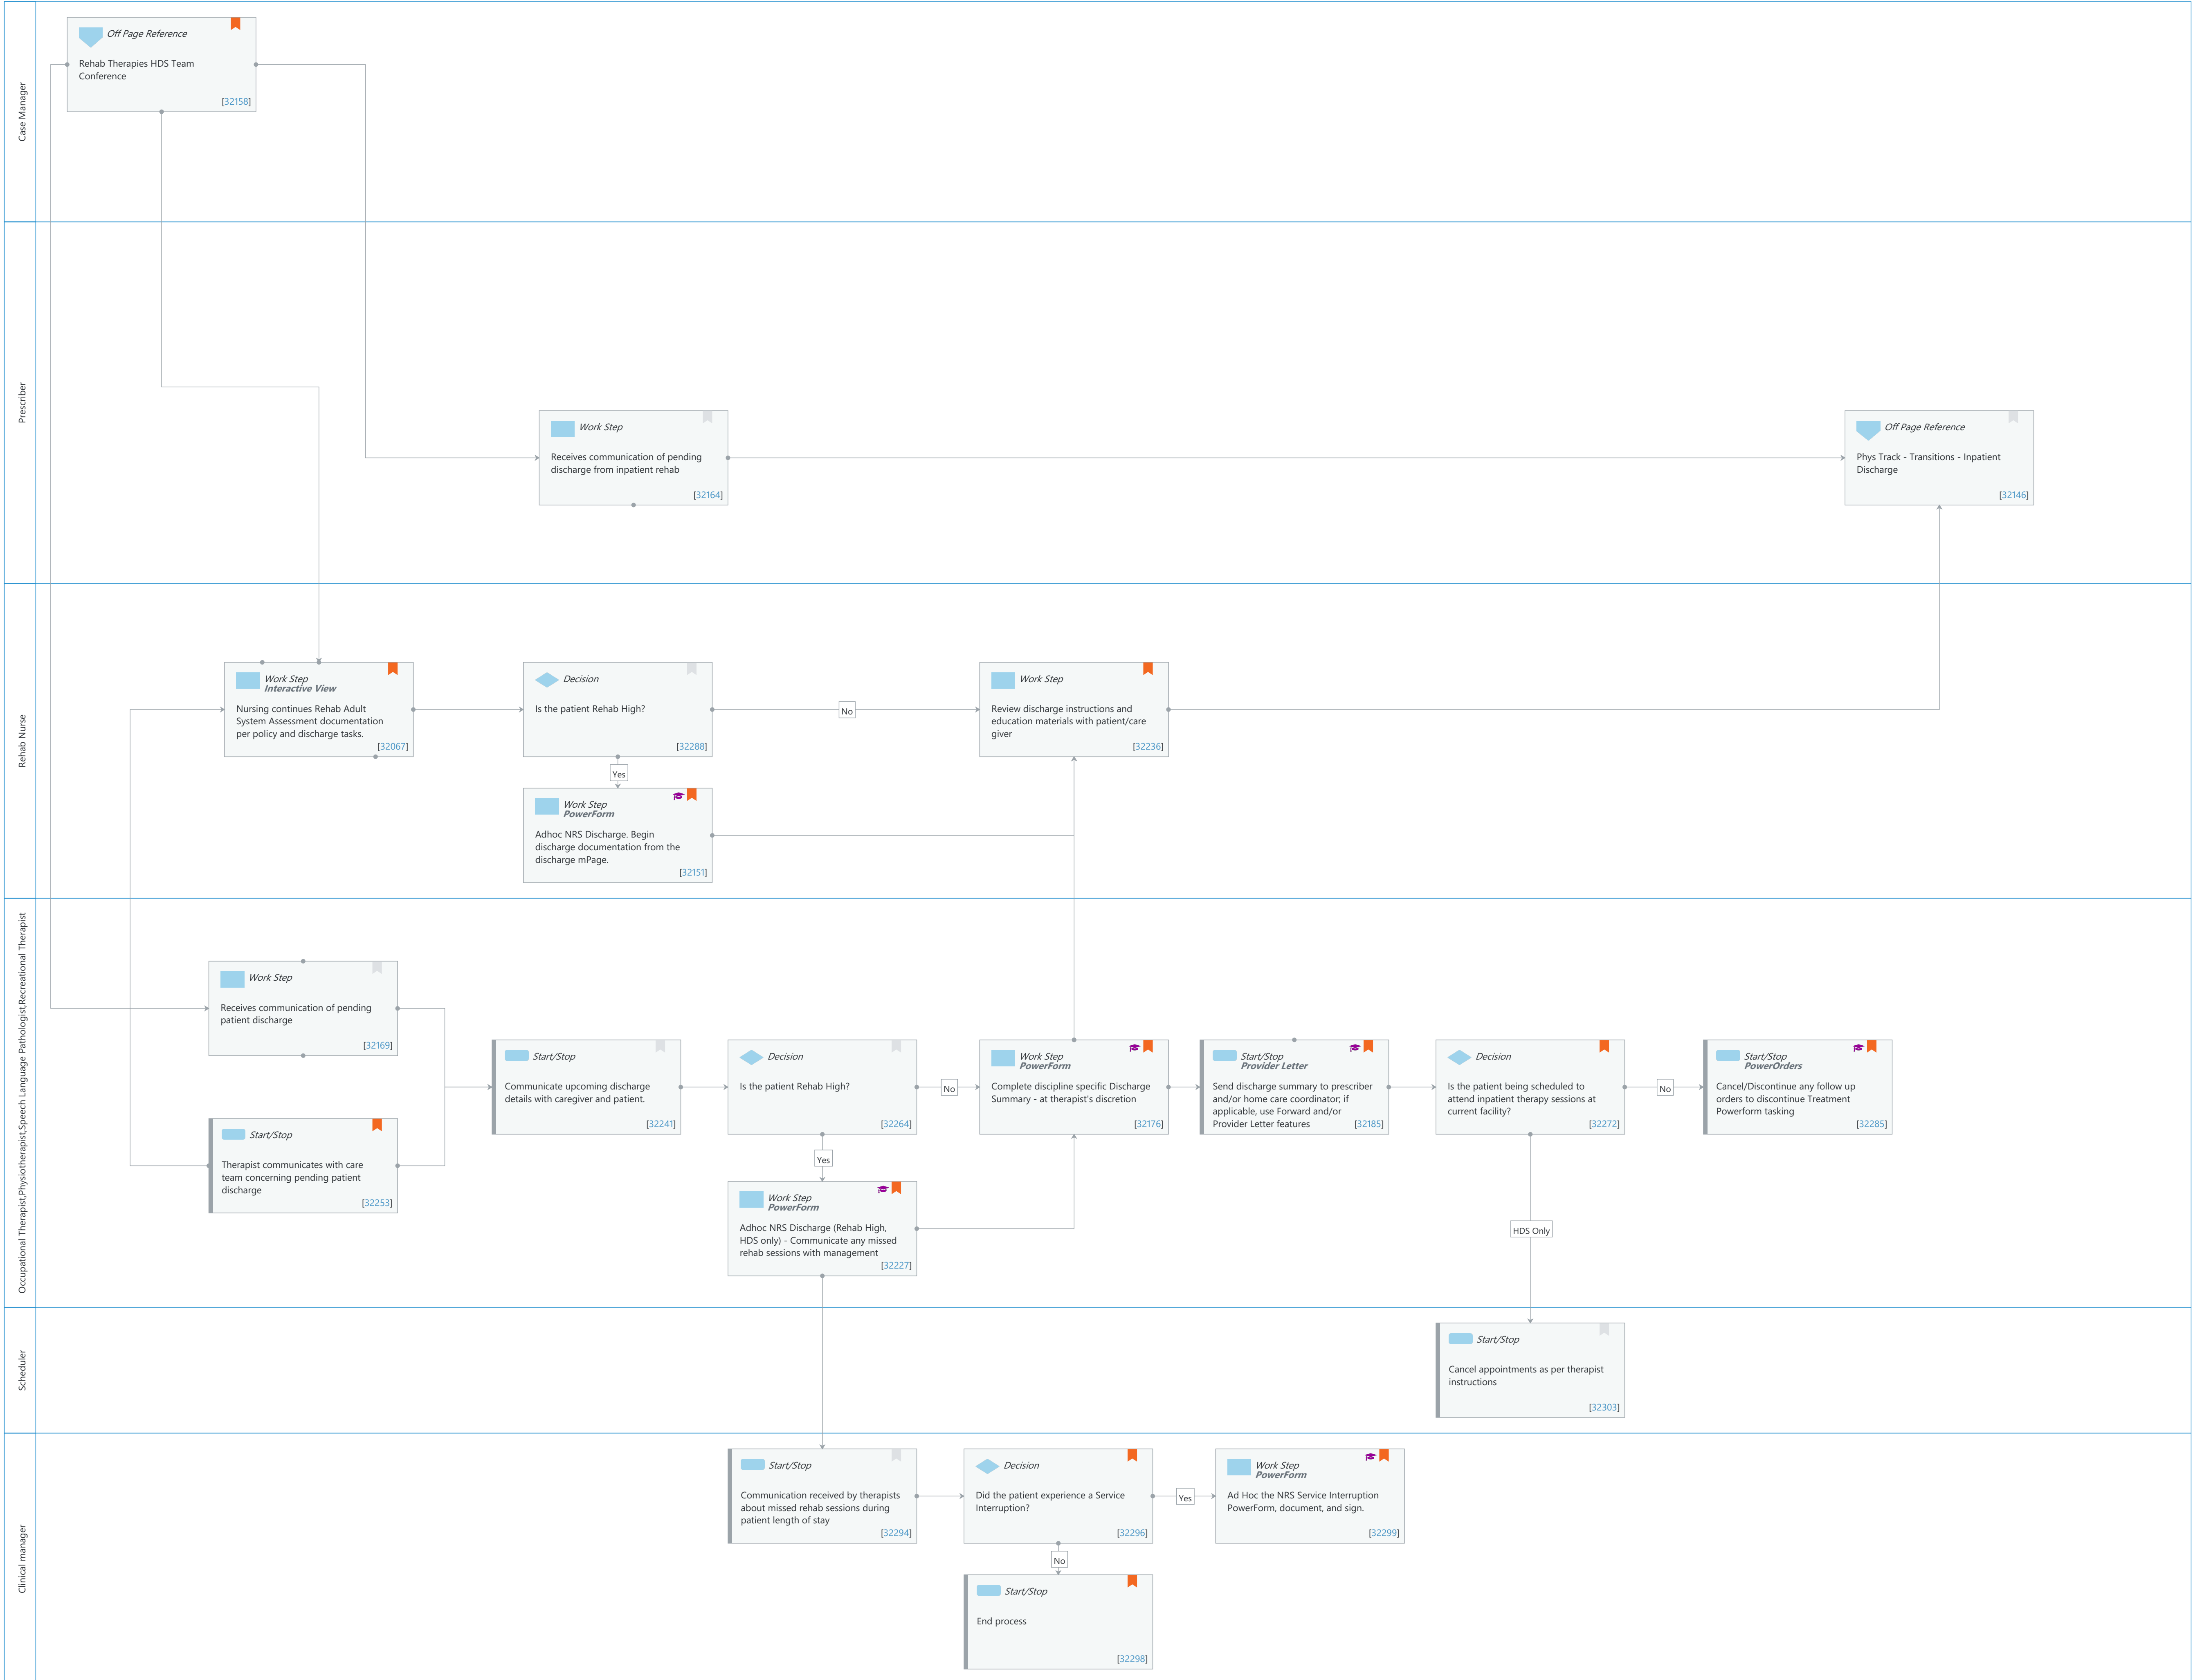 Case Manager
Off Page Reference
Rehab Therapies HDS Team
Conference
[32158]
Prescriber
Work Step
Receives communication of pending
discharge from inpatient rehab
[32164]
Off Page Reference
Phys Track - Transitions - Inpatient
Discharge
[32146]
Rehab Nurse
Work Step
Interactive View
Nursing continues Rehab Adult
System Assessment documentation
per policy and discharge tasks.
[32067]
Decision
Is the patient Rehab High?
[32288]
No
Yes
Work Step
Review discharge instructions and
education materials with patient/care
giver
[32236]
Work Step
PowerForm
Adhoc NRS Discharge. Begin
discharge documentation from the
discharge mPage.
[32151]
Occupational Therapist,Physiotherapist,Speech Language Pathologist,Recreational Therapist
Work Step
Receives communication of pending
patient discharge
[32169]
Start/Stop
Therapist communicates with care
team concerning pending patient
discharge
[32253]
Start/Stop
Communicate upcoming discharge
details with caregiver and patient.
[32241]
Decision
Is the patient Rehab High?
[32264]
No
Yes
Work Step
PowerForm
Adhoc NRS Discharge (Rehab High,
HDS only) - Communicate any missed
rehab sessions with management
[32227]
Work Step
PowerForm
Complete discipline specific Discharge
Summary - at therapist's discretion
[32176]
Start/Stop
Provider Letter
Send discharge summary to prescriber
and/or home care coordinator; if
applicable, use Forward and/or
Provider Letter features
[32185]
Decision
Is the patient being scheduled to
attend inpatient therapy sessions at
current facility?
[32272]
No
HDS Only
Start/Stop
PowerOrders
Cancel/Discontinue any follow up
orders to discontinue Treatment
Powerform tasking
[32285]
Scheduler
Start/Stop
Cancel appointments as per therapist
instructions
[32303]
Clinical manager
Start/Stop
Communication received by therapists
about missed rehab sessions during
patient length of stay
[32294]
Decision
Did the patient experience a Service
Interruption?
[32296]
Yes
No
Work Step
PowerForm
Ad Hoc the NRS Service Interruption
PowerForm, document, and sign.
[32299]
Start/Stop
End process
[32298]